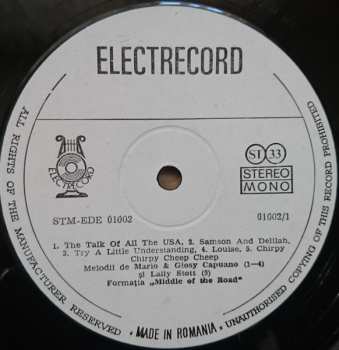 ELECTRECORD
ELECTRECORD
ST 33
STEREO
MONO
STM-EDE 01002
01002/1
1. The Talk Of All The USA, 2. Samson And Delilah,
3. Try A Little Understanding, 4. Louise, 5. Chirpy
Chirpy Cheep Cheep
Melodii de Mario & Giosy Capuano (1—4)
şi Lally Stott (5)
Formaţia „Middle of the Road"
ALL RIGHTS OF THE MANUFACTURER RESERVED ★ MADE IN ROMANIA ★ UNAUTHORISED COPYING OF THIS RECORD PROHIBITED